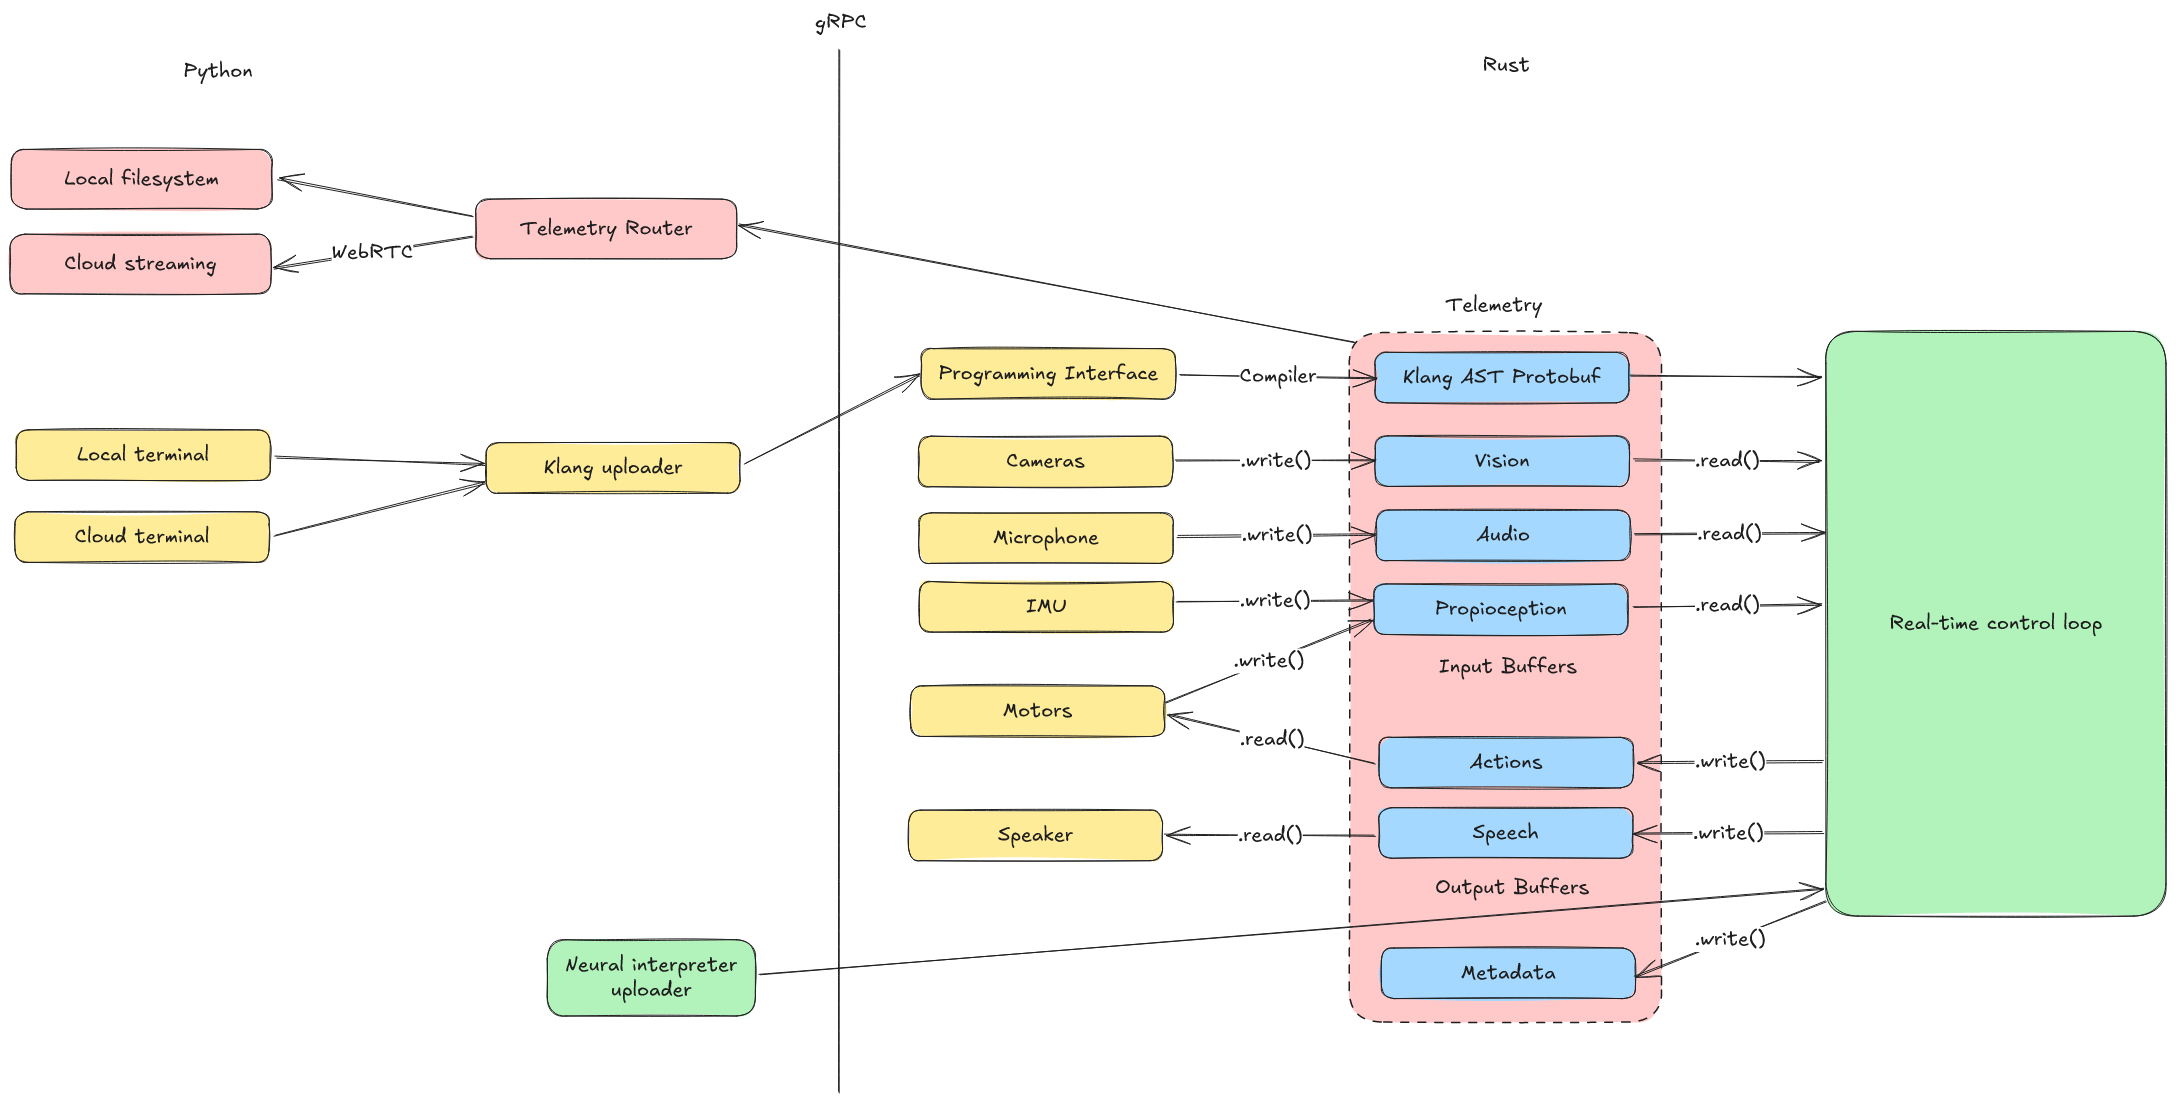 gRPC
Python
Rust
Local filesystem
Telemetry Router
WebRTC
Cloud streaming
Telemetry
Programming Interface
Compiler
Klang AST Protobuf
Local terminal
Klang uploader
Cloud terminal
Cameras
.write()
Vision
.read()
Microphone
.write()
Audio
.read()
IMU
.write()
Propioception
.read()
Real-time control loop
.write()
Input Buffers
Motors
.read()
Actions
.write()
Speaker
.read()
Speech
.write()
Output Buffers
.write()
Neural interpreter
uploader
Metadata